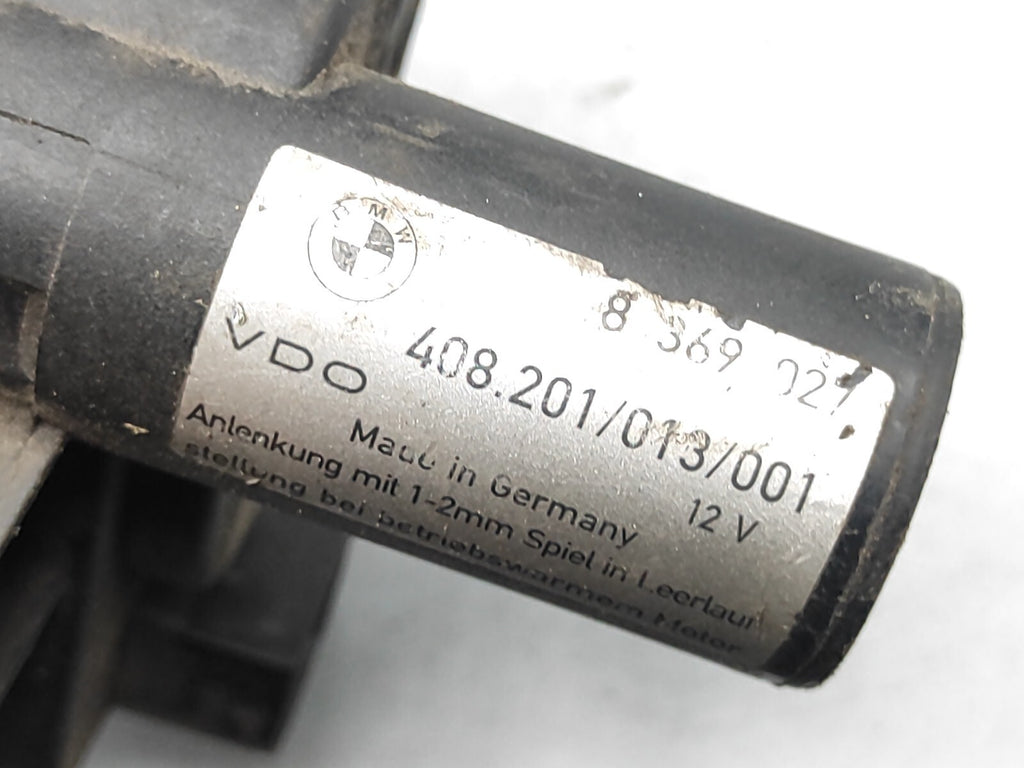 BMW
8 369 027
VDO 408.201/013/001
Made in Germany 12 V
Anlenkung mit 1-2mm Spiel in Leerlauf
stellung bei betriebswarmem Motor